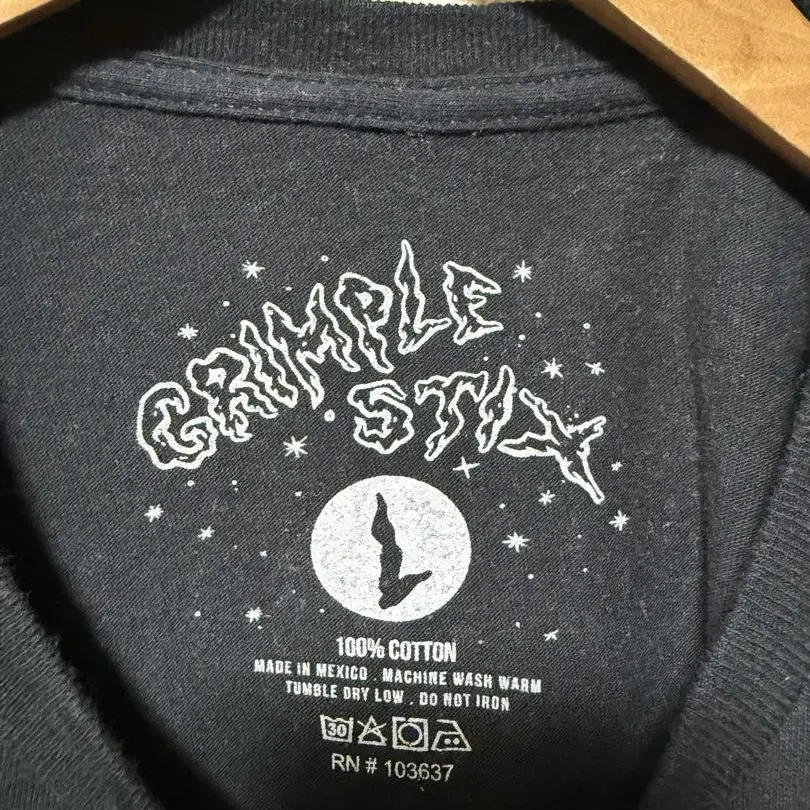 GRIMPLE
STIX
100% COTTON
MADE IN MEXICO . MACHINE WASH WARM
TUMBLE DRY LOW . DO NOT IRON
30
RN # 103637